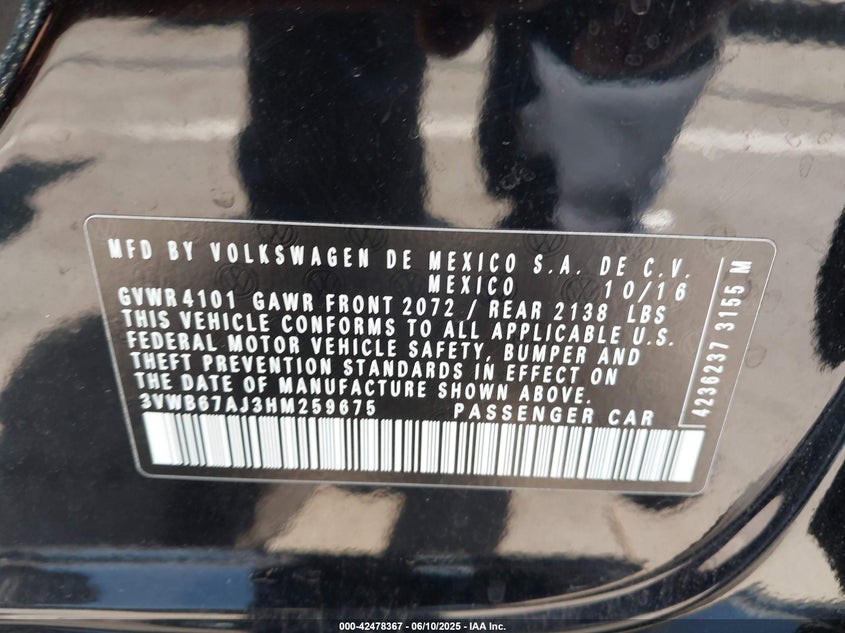 MFD BY VOLKSWAGEN DE MEXICO S.A. DE C.V.
MEXICO 10/16
GVWR 4101 GAWR FRONT 2072 / REAR 2138 LBS
THIS VEHICLE CONFORMS TO ALL APPLICABLE U.S.
FEDERAL MOTOR VEHICLE SAFETY, BUMPER AND
THEFT PREVENTION STANDARDS IN EFFECT ON
THE DATE OF MANUFACTURE SHOWN ABOVE.
3VWB67AJ3HM259675 PASSENGER CAR
4236237 3155 M
000-42478367 - 06/10/2025 - IAA Inc.